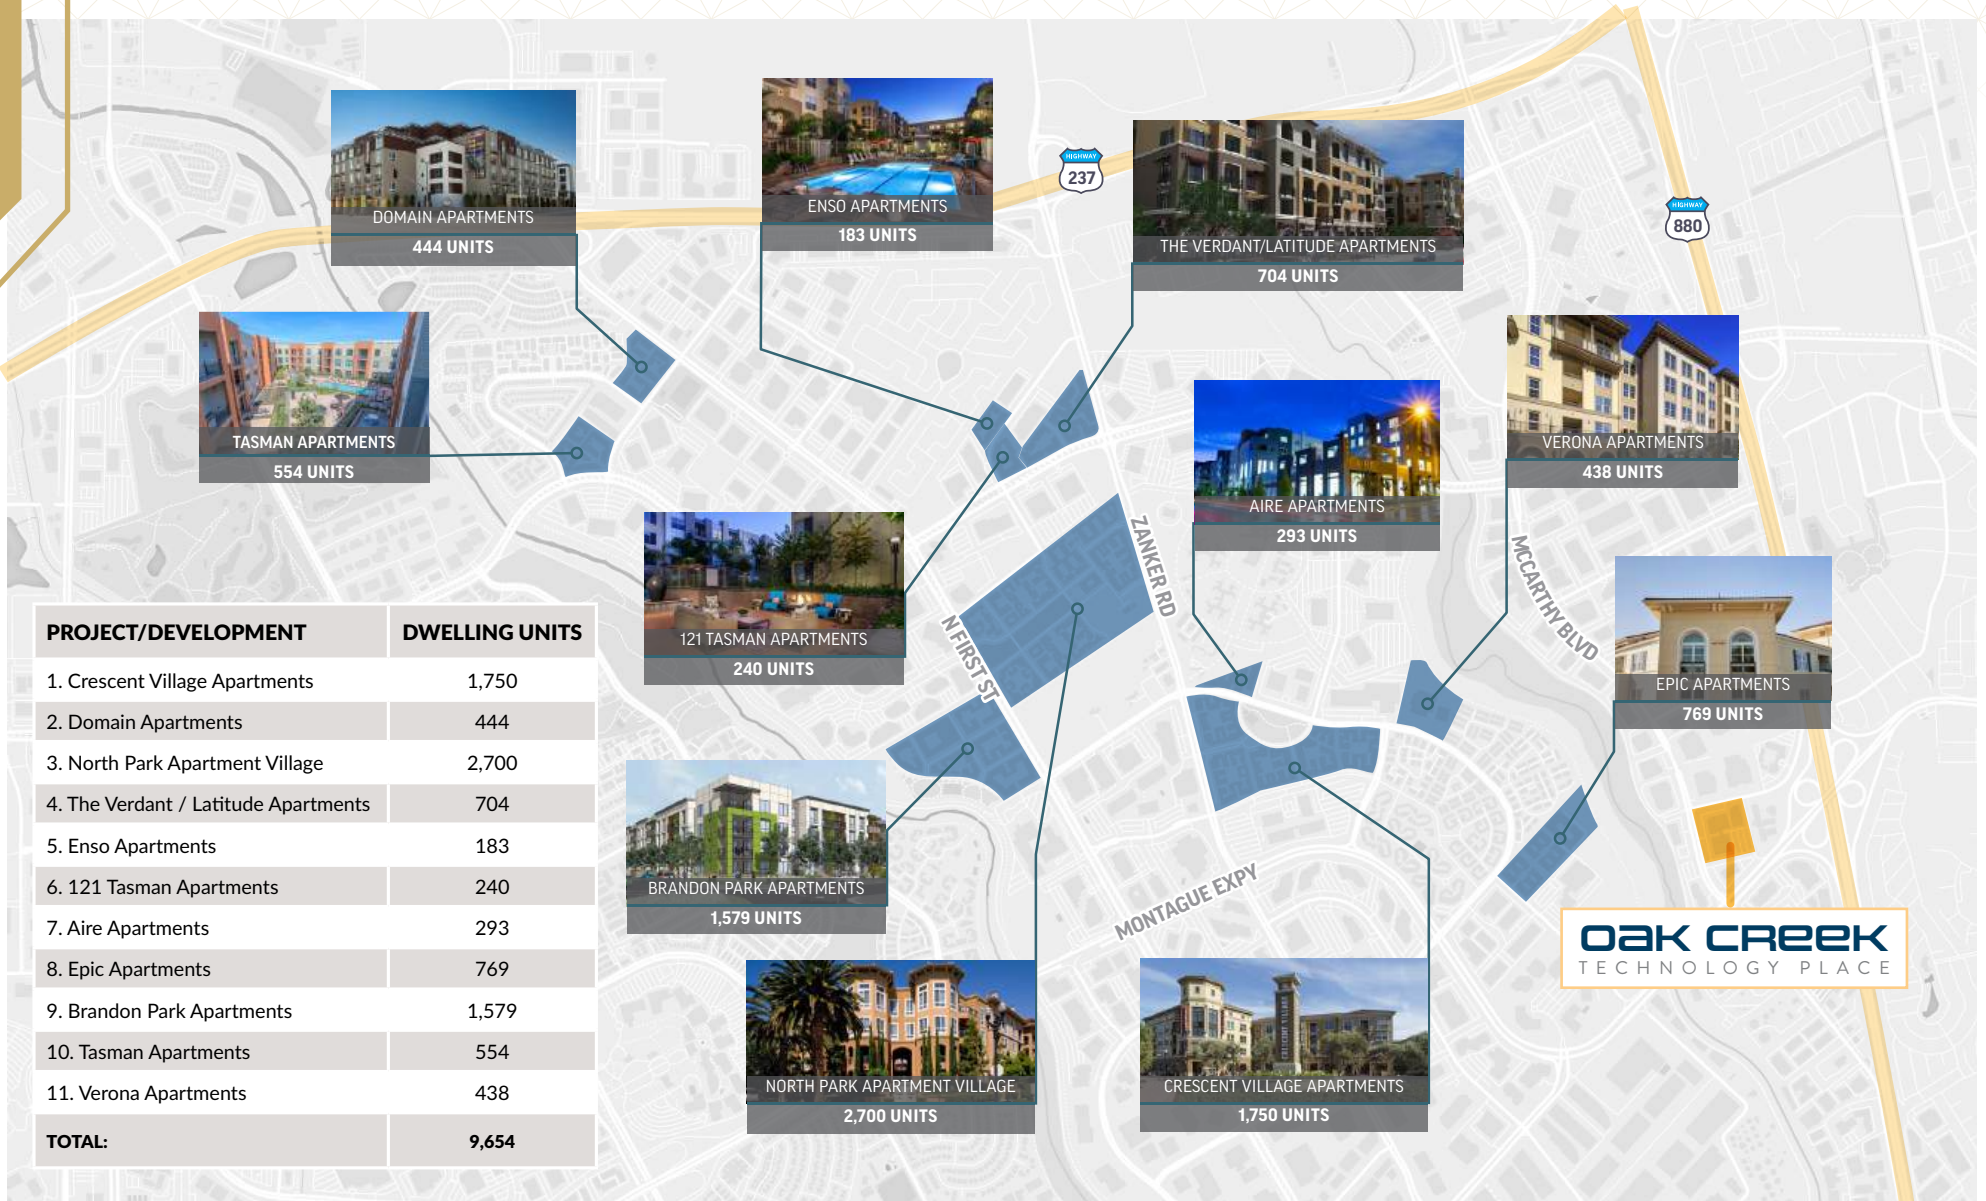 DOMAIN APARTMENTS
444 UNITS
ENSO APARTMENTS
183 UNITS
HIGHWAY
237
THE VERDANT/LATITUDE APARTMENTS
704 UNITS
HIGHWAY
880
TASMAN APARTMENTS
554 UNITS
VERONA APARTMENTS
438 UNITS
AIRE APARTMENTS
293 UNITS
ZANKER RD
MCCARTHY BLVD
121 TASMAN APARTMENTS
240 UNITS
N FIRST ST
EPIC APARTMENTS
769 UNITS
BRANDON PARK APARTMENTS
1,579 UNITS
MONTAGUE EXPY
OAK CREEK
TECHNOLOGY PLACE
NORTH PARK APARTMENT VILLAGE
2,700 UNITS
CRESCENT VILLAGE
CRESCENT VILLAGE APARTMENTS
1,750 UNITS
PROJECT/DEVELOPMENT DWELLING UNITS
1. Crescent Village Apartments 1,750
2. Domain Apartments 444
3. North Park Apartment Village 2,700
4. The Verdant / Latitude Apartments 704
5. Enso Apartments 183
6. 121 Tasman Apartments 240
7. Aire Apartments 293
8. Epic Apartments 769
9. Brandon Park Apartments 1,579
10. Tasman Apartments 554
11. Verona Apartments 438
TOTAL: 9,654